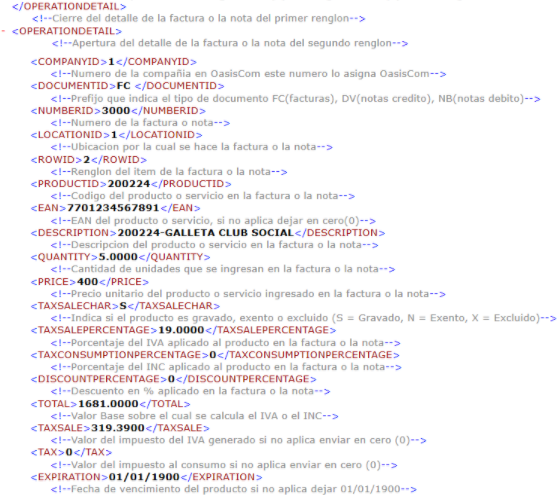 </OPERATIONDETAIL>
<!--Cierre del detalle de la factura o la nota del primer renglon-->
- <OPERATIONDETAIL>
<!--Apertura del detalle de la factura o la nota del segundo renglon-->
<COMPANYID>1</COMPANYID>
<!--Numero de la compañia en OasisCom este numero lo asigna OasisCom-->
<DOCUMENTID>FC </DOCUMENTID>
<!--Prefijo que indica el tipo de documento FC(facturas), DV(notas credito), NB(notas debito)-->
<NUMBERID>3000</NUMBERID>
<!--Numero de la factura o nota-->
<LOCATIONID>1</LOCATIONID>
<!--Ubicacion por la cual se hace la factura o la nota-->
<ROWID>2</ROWID>
<!--Renglon del item de la factura o la nota-->
<PRODUCTID>200224</PRODUCTID>
<!--Codigo del producto o servicio en la factura o la nota-->
<EAN>7701234567891</EAN>
<!--EAN del producto o servicio, si no aplica dejar en cero(0)-->
<DESCRIPTION>200224-GALLETA CLUB SOCIAL</DESCRIPTION>
<!--Descripcion del producto o servicio en la factura o la nota-->
<QUANTITY>5.0000</QUANTITY>
<!--Cantidad de unidades que se ingresan en la factura o la nota-->
<PRICE>400</PRICE>
<!--Precio unitario del producto o servicio ingresado en la factura o la nota-->
<TAXSALECHAR>S</TAXSALECHAR>
<!--Indica si el producto es gravado, exento o excluido (S = Gravado, N = Exento, X = Excluido)-->
<TAXSALEPERCENTAGE>19.0000</TAXSALEPERCENTAGE>
<!--Porcentaje del IVA aplicado al producto en la factura o la nota-->
<TAXCONSUMPTIONPERCENTAGE>0</TAXCONSUMPTIONPERCENTAGE>
<!--Porcentaje del INC aplicado al producto en la factura o la nota-->
<DISCOUNTPERCENTAGE>0</DISCOUNTPERCENTAGE>
<!--Descuento en % aplicado en la factura o la nota-->
<TOTAL>1681.0000</TOTAL>
<!--Valor Base sobre el cual se calcula el IVA o el INC-->
<TAXSALE>319.3900</TAXSALE>
<!--Valor del impuesto del IVA generado si no aplica enviar en cero (0)-->
<TAX>0</TAX>
<!--Valor del impuesto al consumo si no aplica enviar en cero (0)-->
<EXPIRATION>01/01/1900</EXPIRATION>
<!--Fecha de vencimiento del producto si no aplica dejar 01/01/1900-->